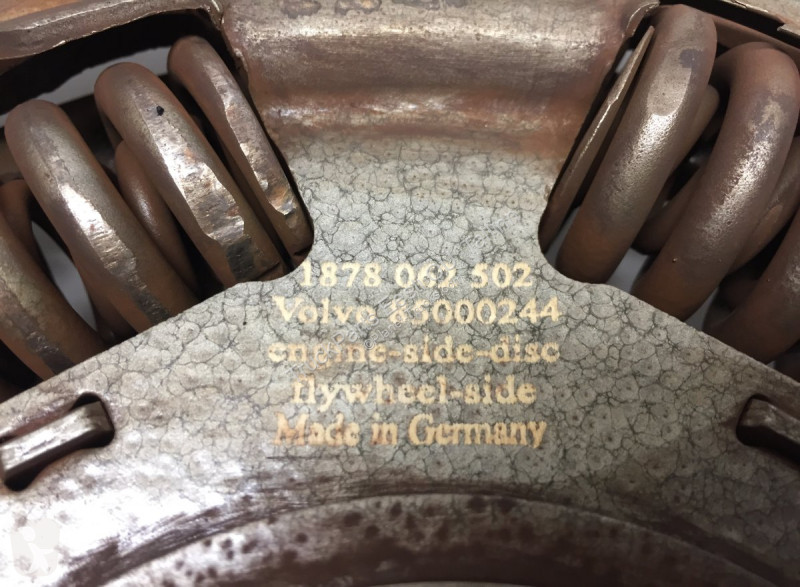 1878 062 502
Volvo 85000244
engine-side-disc
flywheel-side
Made in Germany